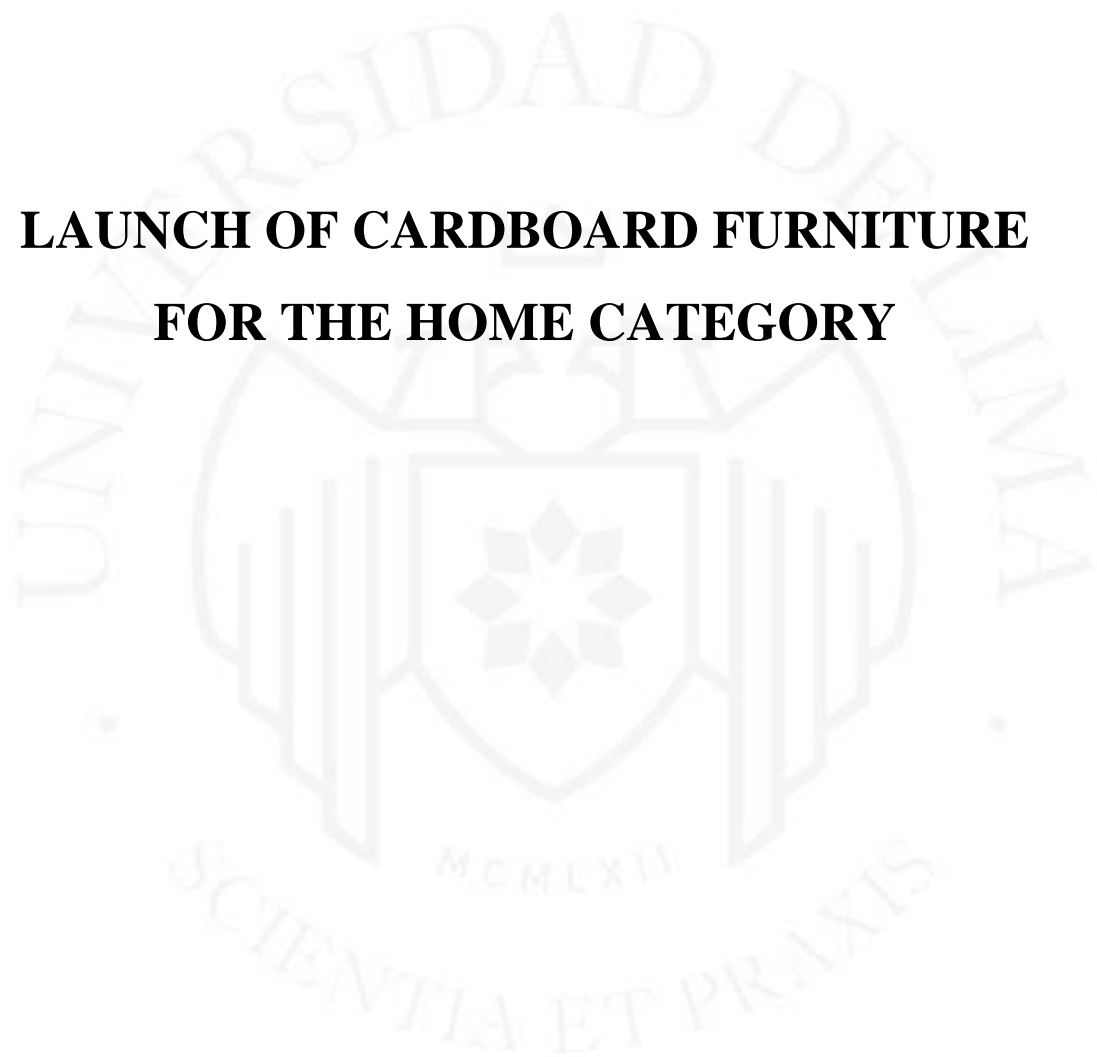 UNIVERSIDAD DE LIMA
LAUNCH OF CARDBOARD FURNITURE
FOR THE HOME CATEGORY
MCMLXII
SCIENTIA ET PRAXIS